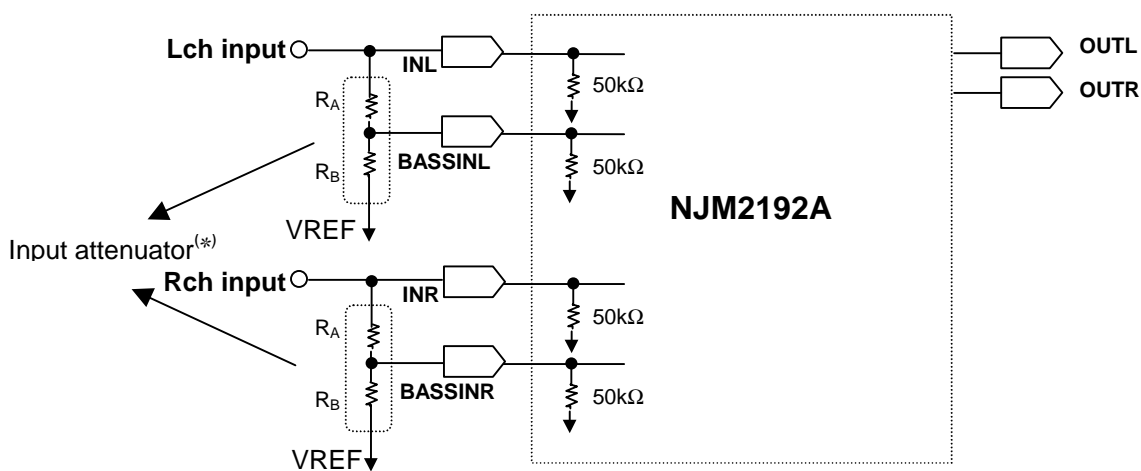 Lch input
INL
OUTL
50kΩ
OUTR
RA
BASSINL
RB
50kΩ
NJM2192A
VREF
Input attenuator(*)
Rch input
INR
RA
50kΩ
BASSINR
RB
50kΩ
VREF